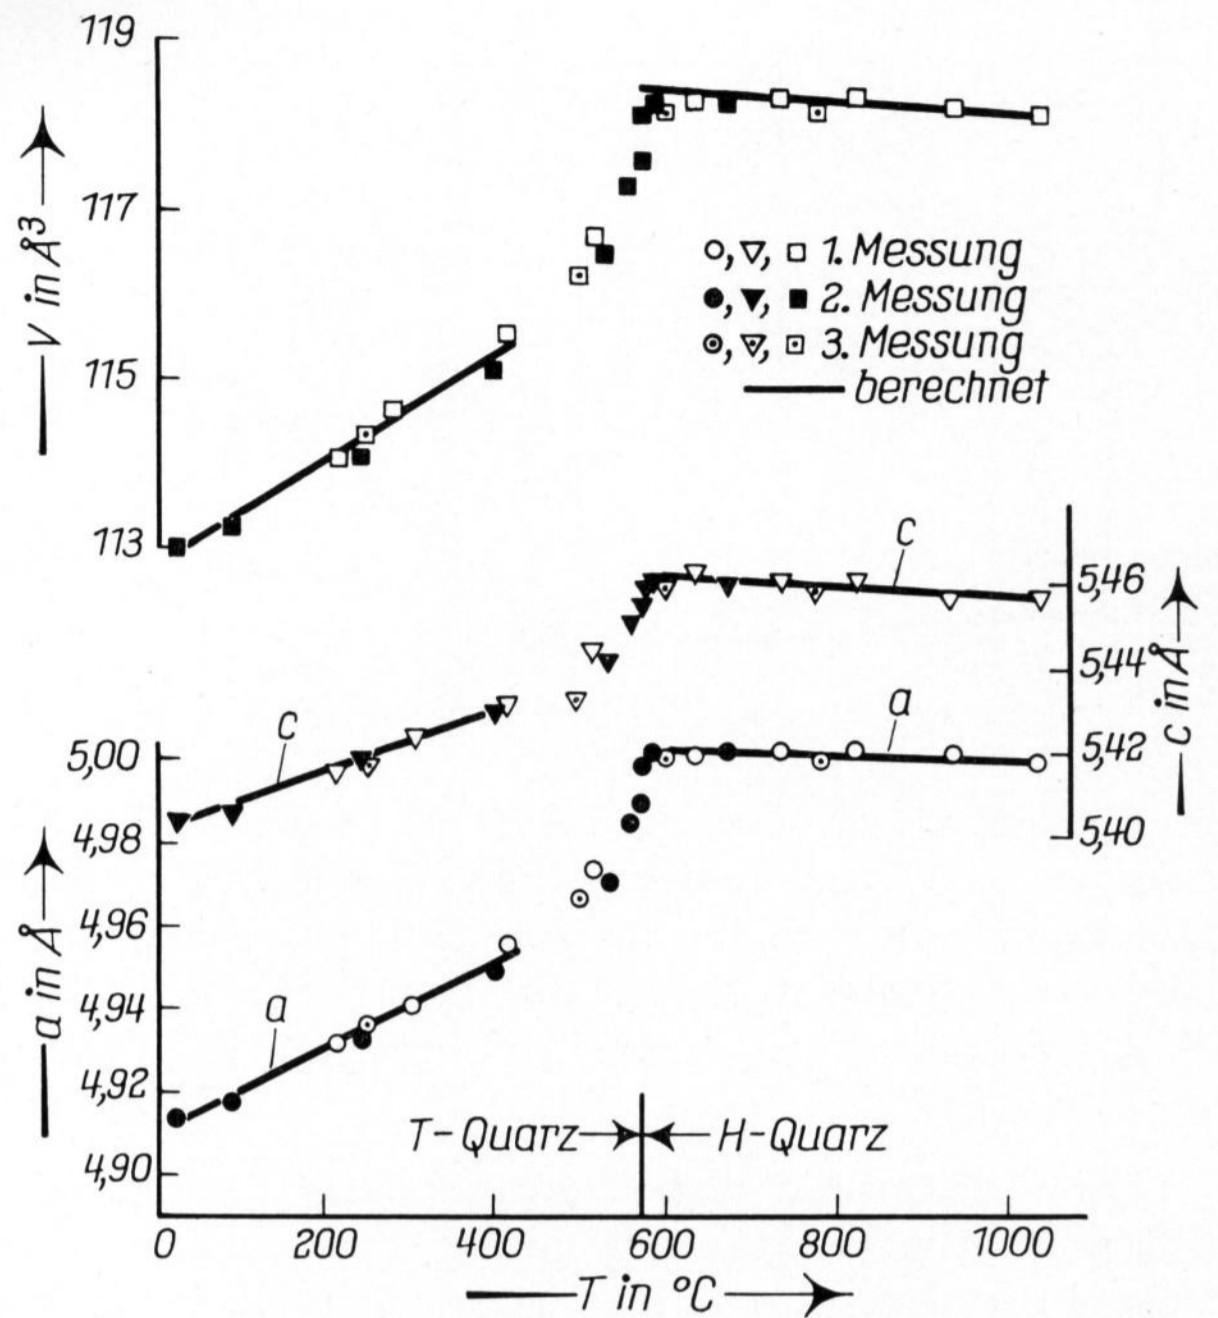 119
117
115
113
V in Å³
○, ▽, □ 1. Messung
●, ▼, ■ 2. Messung
⊙, ▽, ⊡ 3. Messung
berechnet
c
5,46
5,44
5,42
5,40
c in Å
c
a
5,00
4,98
4,96
4,94
4,92
4,90
a in Å
a
T-Quarz
H-Quarz
0 200 400 600 800 1000
T in °C